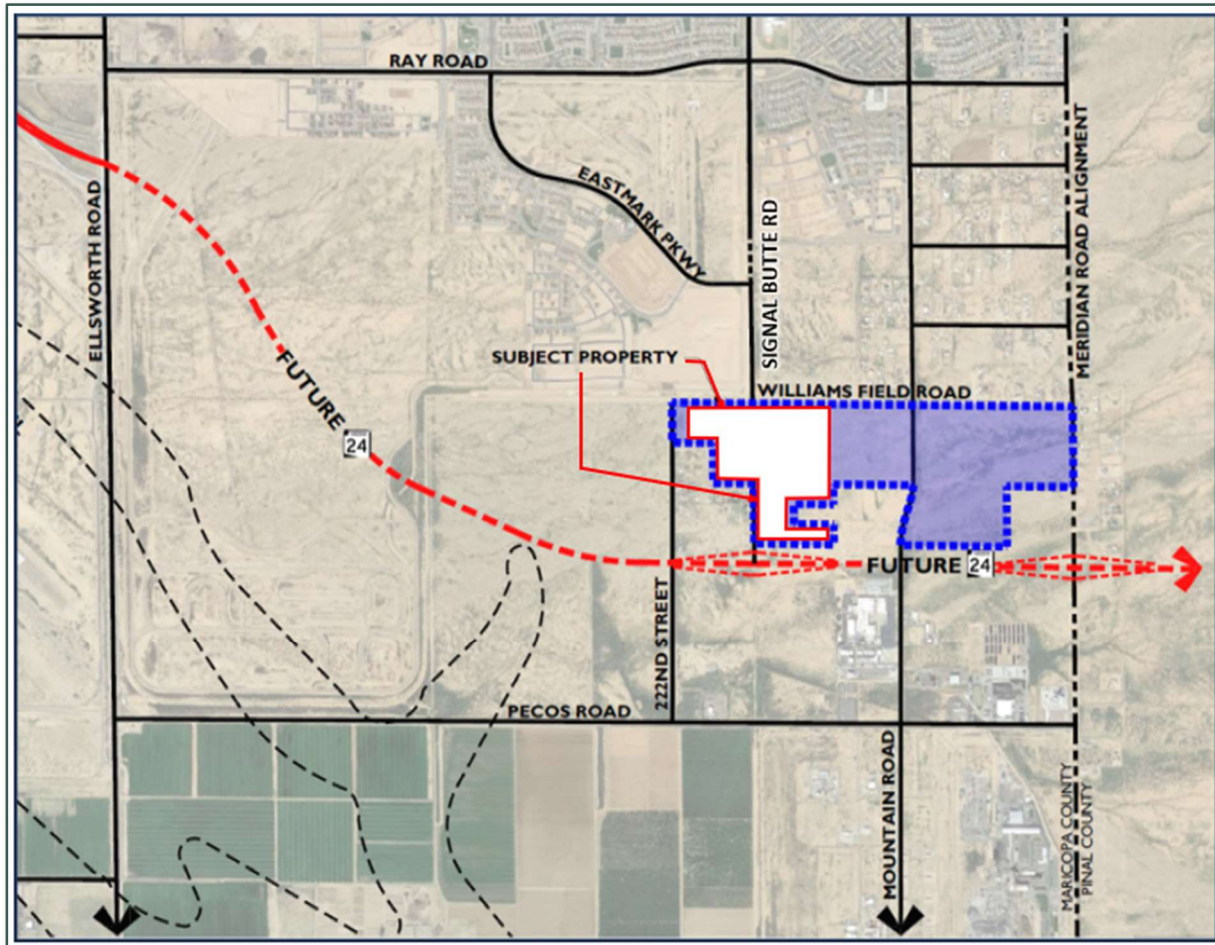 RAY ROAD
MERIDIAN ROAD ALIGNMENT
EASTMARK PKWY
ELLSWORTH ROAD
SIGNAL BUTTE RD
FUTURE
24
SUBJECT PROPERTY
WILLIAMS FIELD ROAD
FUTURE 24
222ND STREET
PECOS ROAD
MOUNTAIN ROAD
MARICOPA COUNTY
PINAL COUNTY